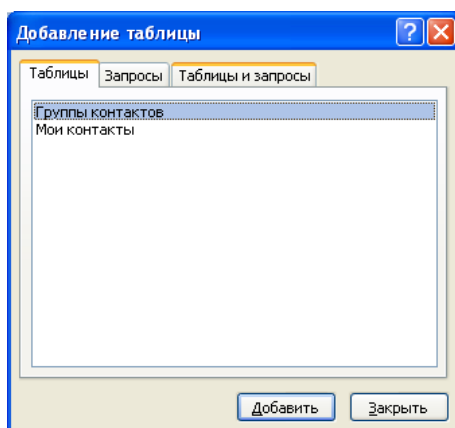 Добавление таблицы
Таблицы Запросы Таблицы и запросы
Группы контактов
Мои контакты
Добавить Закрыть